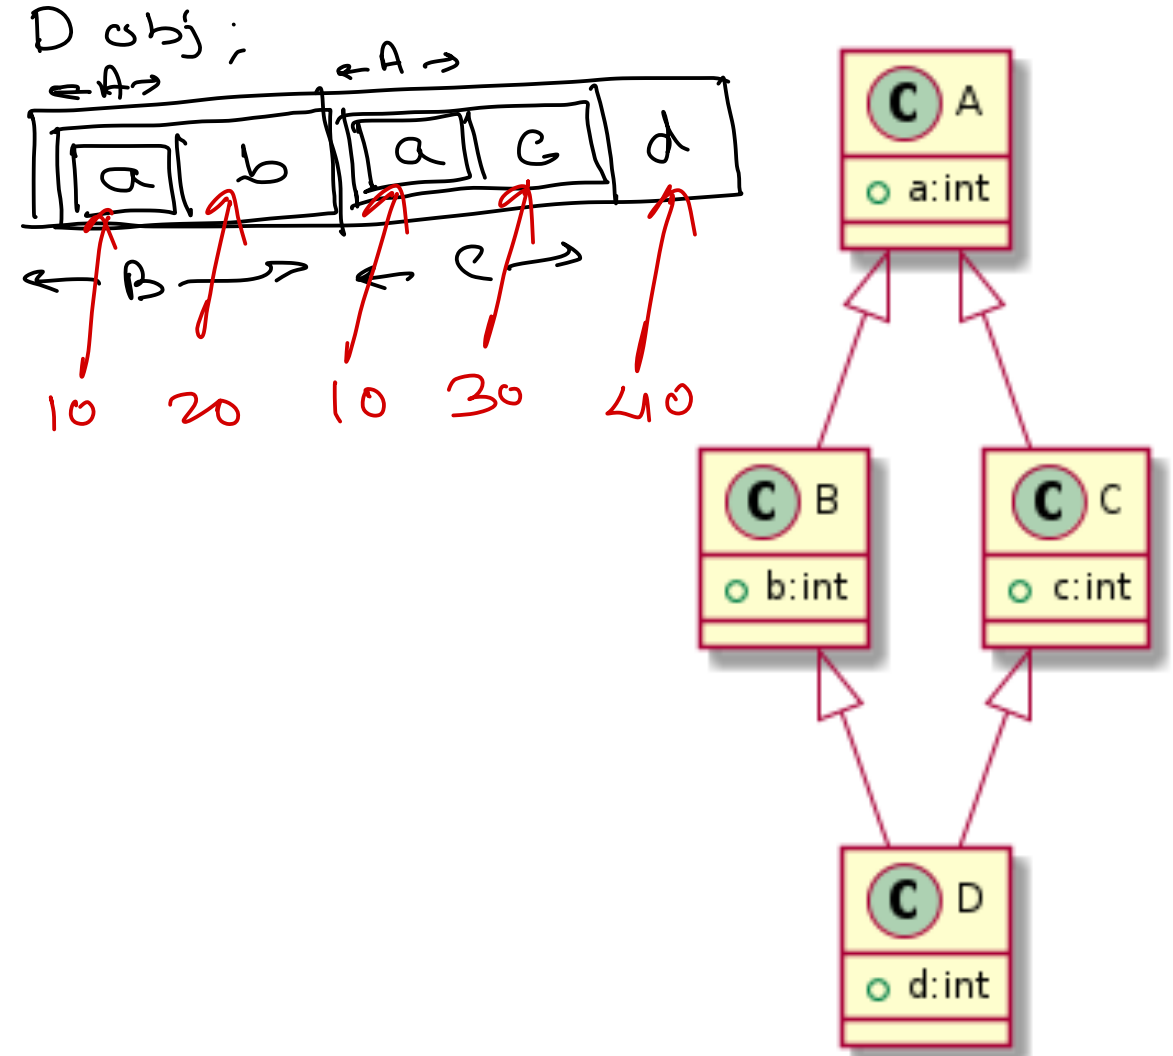 D obj;
A A
a b a c d
B C
10 20 10 30 40
C A
a:int
C B C C
b:int c:int
C D
d:int